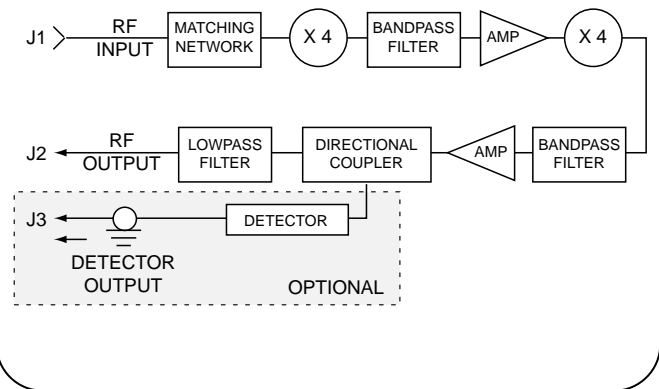 J1
RF
INPUT
MATCHING
NETWORK
X 4
BANDPASS
FILTER
AMP
X 4
J2
RF
OUTPUT
LOWPASS
FILTER
DIRECTIONAL
COUPLER
AMP
BANDPASS
FILTER
J3
DETECTOR
DETECTOR
OUTPUT
OPTIONAL